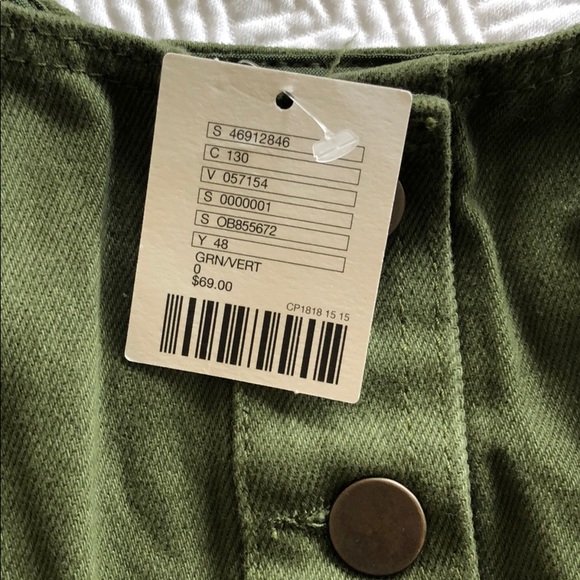 S 46912846
C 130
V 057154
S 0000001
S OB855672
Y 48
GRN/VERT
0
$69.00
CP1818 15 15